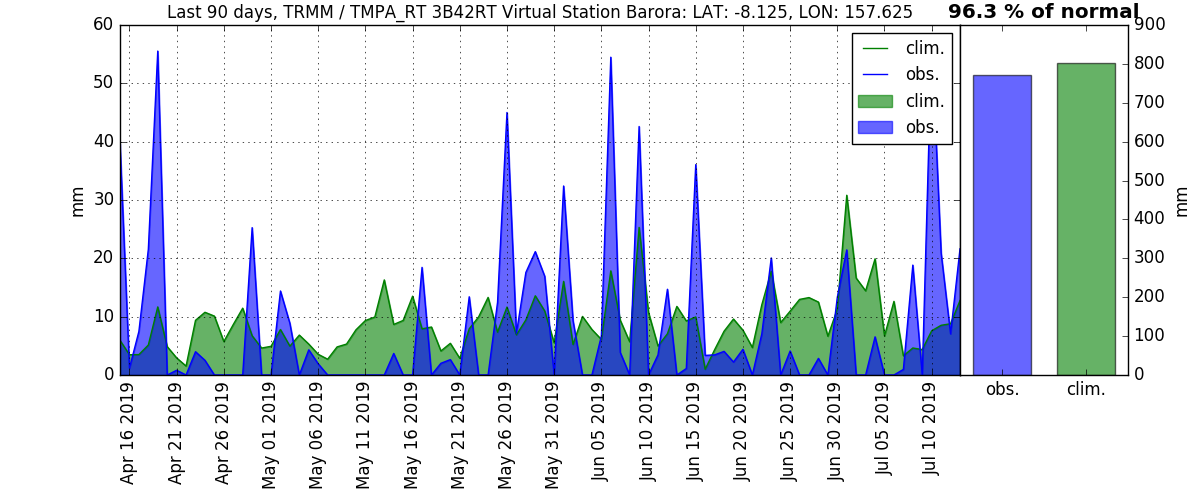 Last 90 days, TRMM / TMPA_RT 3B42RT Virtual Station Barora: LAT: -8.125, LON: 157.625
96.3 % of normal
60
50
40
30
20
10
0
mm
clim.
obs.
clim.
obs.
Apr 16 2019
Apr 21 2019
Apr 26 2019
May 01 2019
May 06 2019
May 11 2019
May 16 2019
May 21 2019
May 26 2019
May 31 2019
Jun 05 2019
Jun 10 2019
Jun 15 2019
Jun 20 2019
Jun 25 2019
Jun 30 2019
Jul 05 2019
Jul 10 2019
900
800
700
600
500
400
300
200
100
0
mm
obs.
clim.